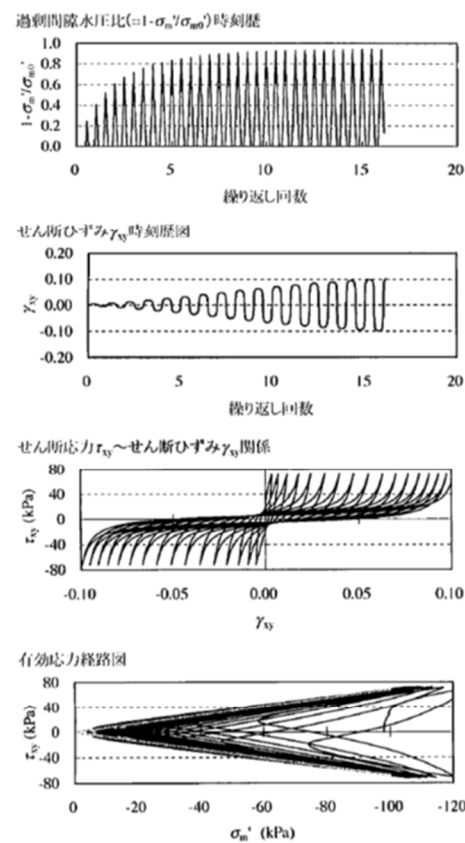 過剰間隙水圧比(=1-σm'/σm0')時刻歴
1-σm'/σm0'
1.0
0.8
0.6
0.4
0.2
0.0
0 5 10 15 20
繰り返し回数
せん断ひずみγxy時刻歴図
γxy
0.20
0.10
0.00
-0.10
-0.20
0 5 10 15 20
繰り返し回数
せん断応力τxy～せん断ひずみγxy関係
τxy (kPa)
80
40
0
-40
-80
-0.10 -0.05 0.00 0.05 0.10
γxy
有効応力経路図
τxy (kPa)
80
40
0
-40
-80
0 -20 -40 -60 -80 -100 -120
σm' (kPa)